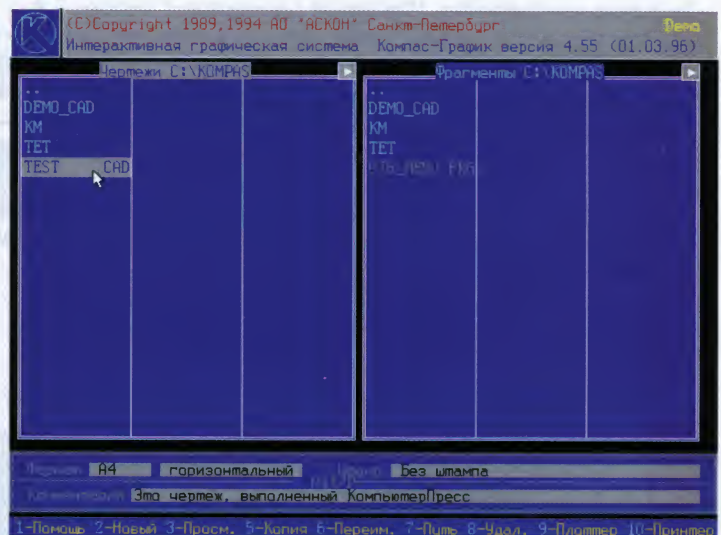 (C)Copyright 1989,1994 АО "АСКОН" Санкт-Петербург Demo
Интерактивная графическая система Компас-График версия 4.55 (01.03.96)
Чертежи C:\KOMPAS
Фрагменты C:\KOMPAS
..
DEMO_CAD
KM
TET
TEST CAD
..
DEMO_CAD
KM
TET
A4 горизонтальный Без штампа
Это чертеж, выполненный КомпьютерПресс
1-Помощь 2-Новый 3-Просм. 5-Копия 6-Переим. 7-Путь 8-Удал. 9-Плоттер 10-Принтер